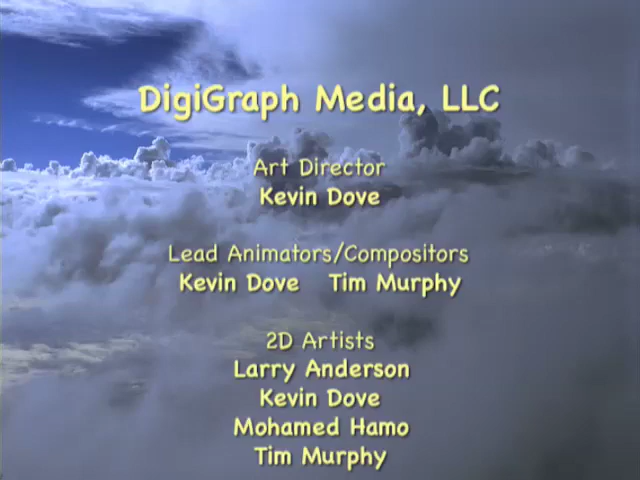 DigiGraph Media, LLC
Art Director
Kevin Dove
Lead Animators/Compositors
Kevin Dove Tim Murphy
2D Artists
Larry Anderson
Kevin Dove
Mohamed Hamo
Tim Murphy